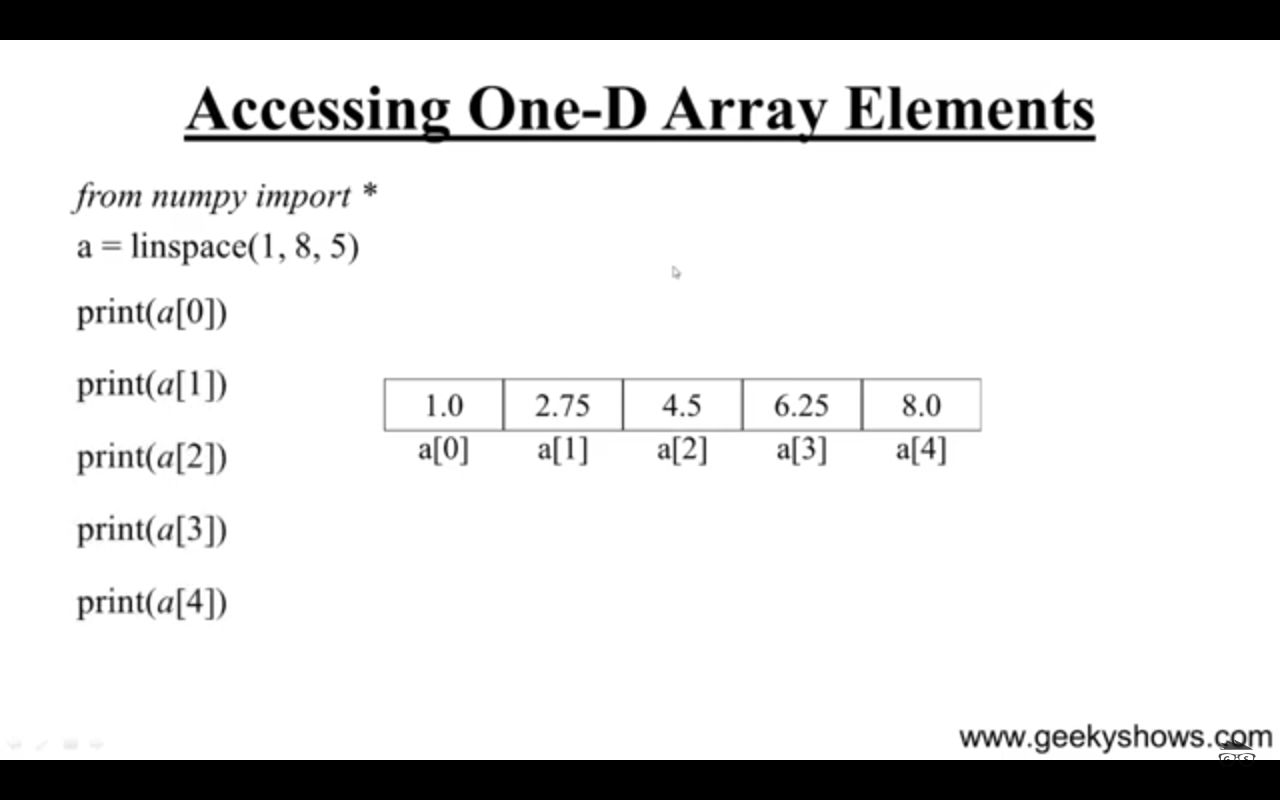 Accessing One-D Array Elements
from numpy import *
a = linspace(1, 8, 5)
print(a[0])
print(a[1])
print(a[2])
print(a[3])
print(a[4])
1.0 2.75 4.5 6.25 8.0
a[0] a[1] a[2] a[3] a[4]
www.geekyshows.com
GS